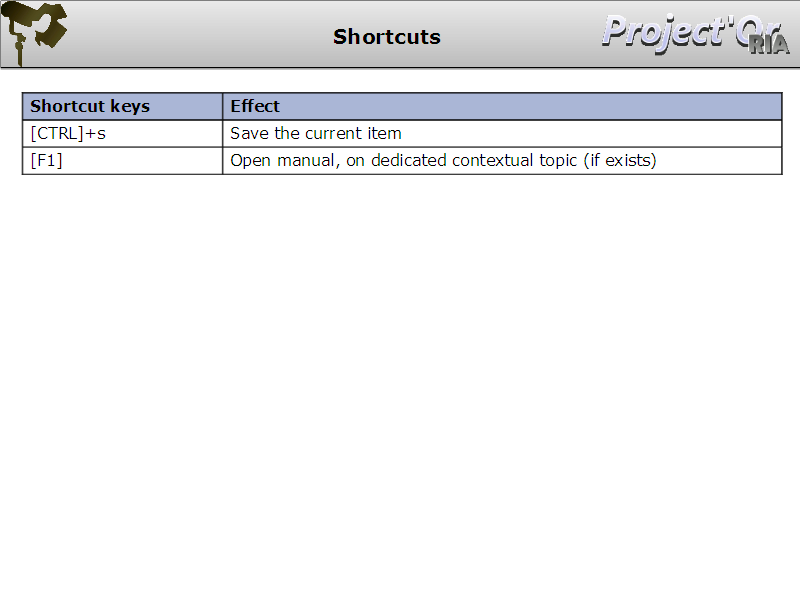 Shortcuts
Project'Or
RIA
Shortcut keys Effect
[CTRL]+s Save the current item
[F1] Open manual, on dedicated contextual topic (if exists)